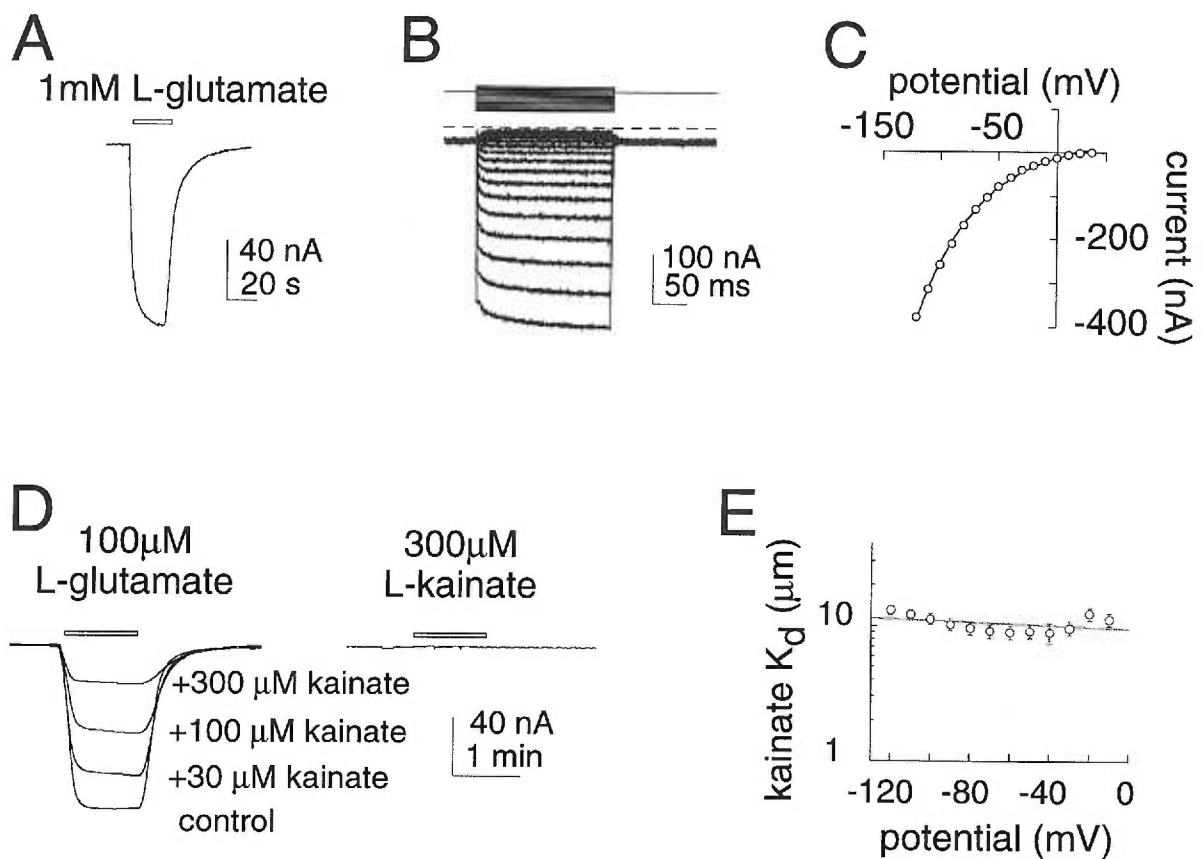 A
1mM L-glutamate
40 nA
20 s
B
100 nA
50 ms
C
potential (mV)
-150
-50
-200
-400
current (nA)
D
100μM
L-glutamate
300μM
L-kainate
+300 μM kainate
+100 μM kainate
+30 μM kainate
control
40 nA
1 min
E
kainate Kd (μm)
10
1
-120
-80
-40
0
potential (mV)